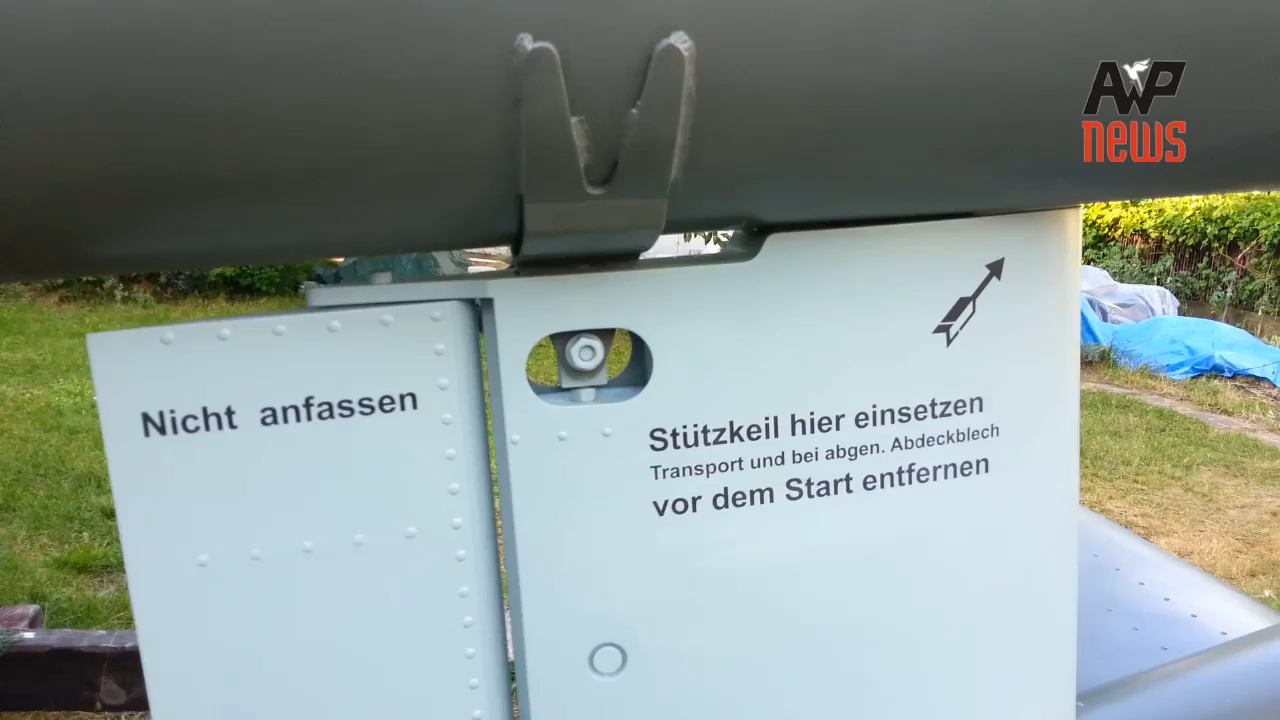 AWP
news
Nicht anfassen
Stützkeil hier einsetzen
Transport und bei abgen. Abdeckblech
vor dem Start entfernen